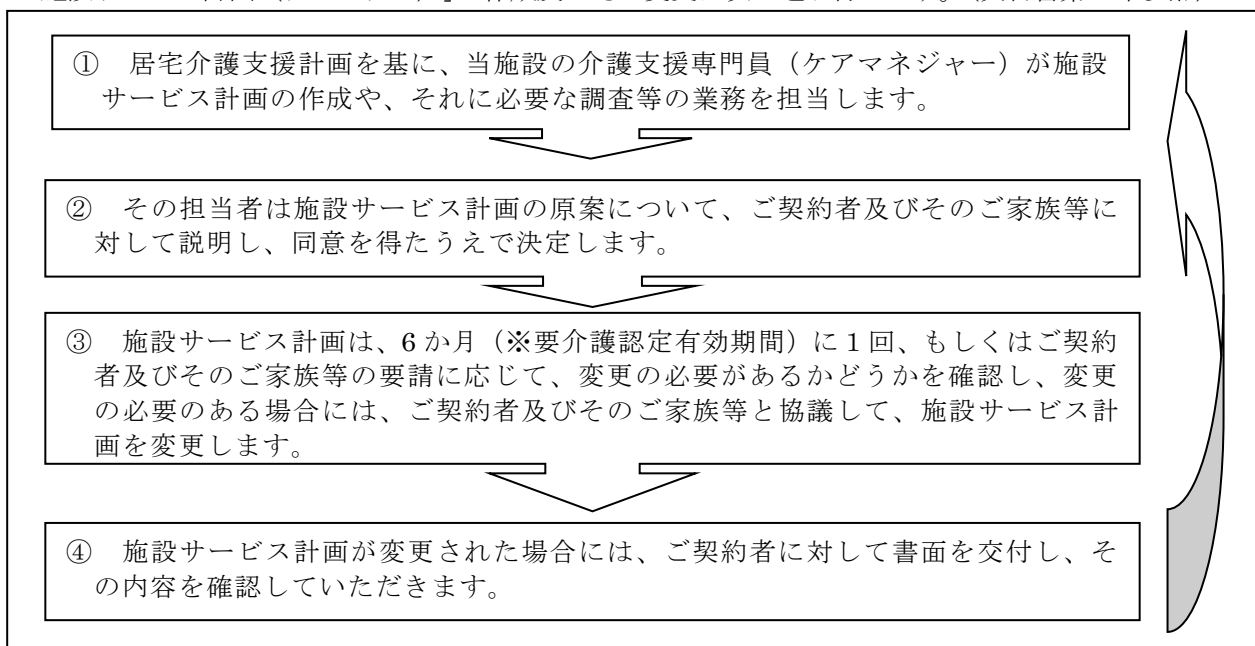 ① 居宅介護支援計画を基に、当施設の介護支援専門員（ケアマネジャー）が施設
サービス計画の作成や、それに必要な調査等の業務を担当します。
② その担当者は施設サービス計画の原案について、ご契約者及びそのご家族等に
対して説明し、同意を得たうえで決定します。
③ 施設サービス計画は、6 か月（※要介護認定有効期間）に 1 回、もしくはご契約
者及びそのご家族等の要請に応じて、変更の必要があるかどうかを確認し、変更
の必要のある場合には、ご契約者及びそのご家族等と協議して、施設サービス計
画を変更します。
④ 施設サービス計画が変更された場合には、ご契約者に対して書面を交付し、そ
の内容を確認していただきます。